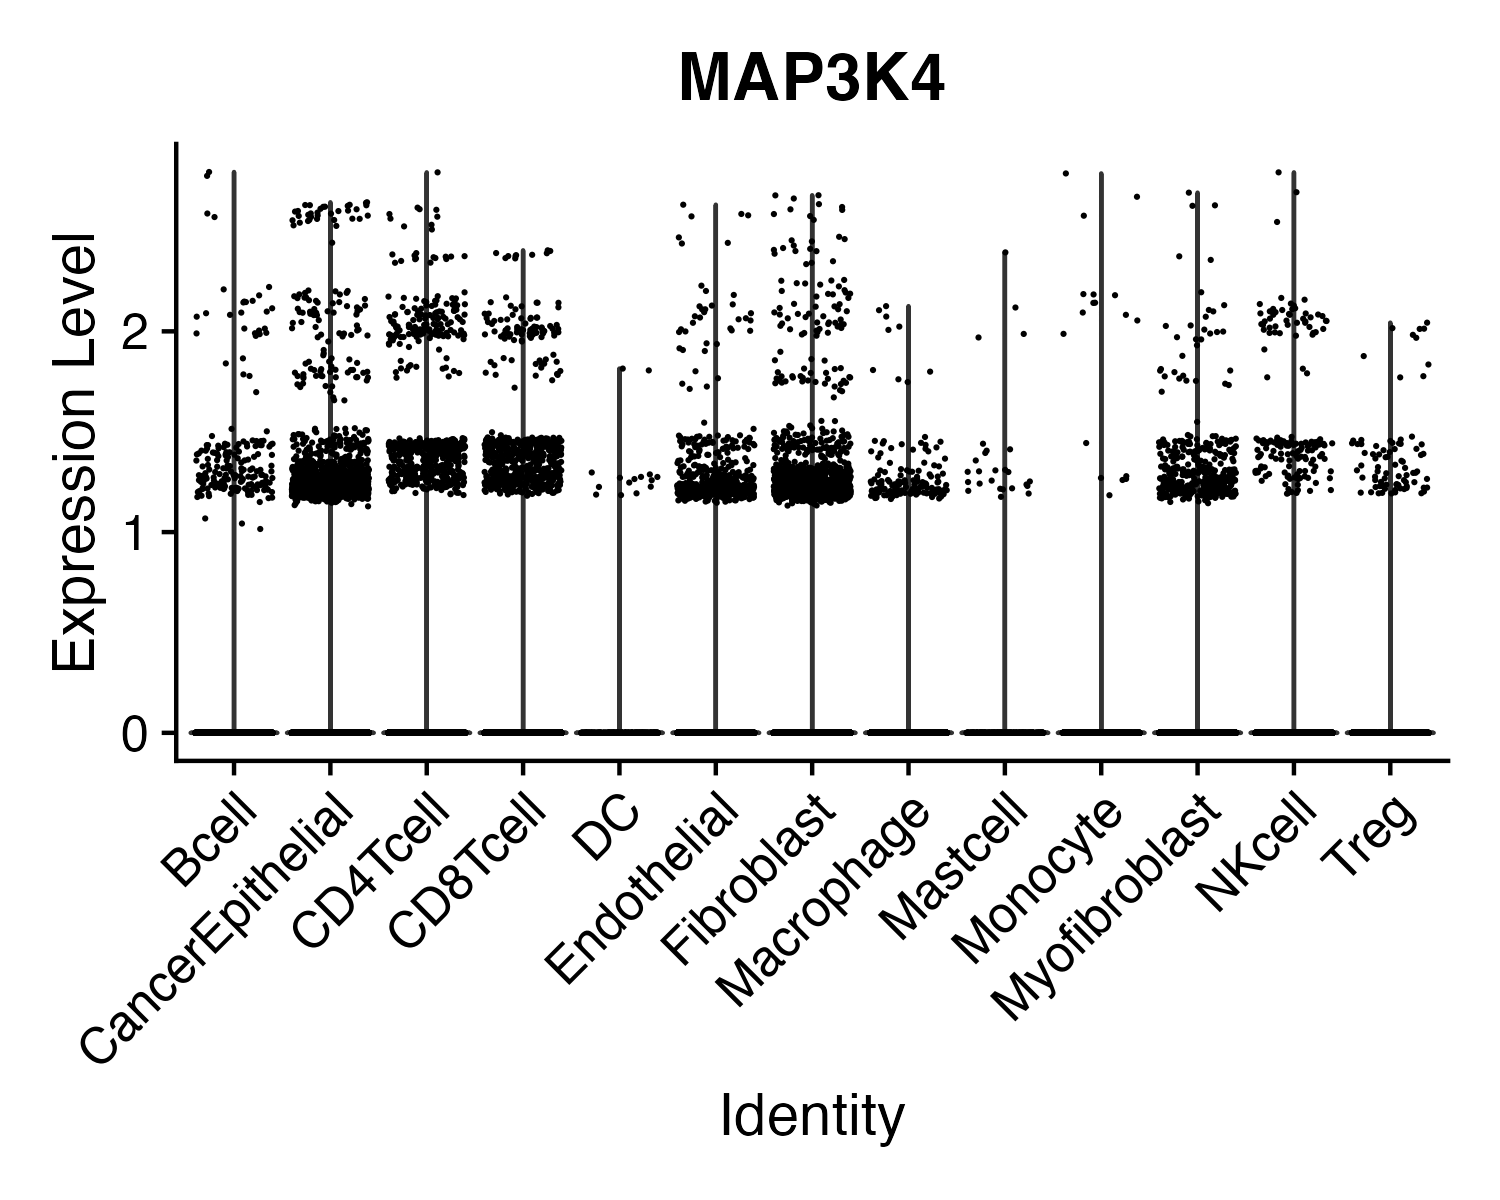 MAP3K4
Expression Level
2
1
0
Bcell
CancerEpithelial
CD4Tcell
CD8Tcell
DC
Endothelial
Fibroblast
Macrophage
Mastcell
Monocyte
Myofibroblast
NKcell
Treg
Identity